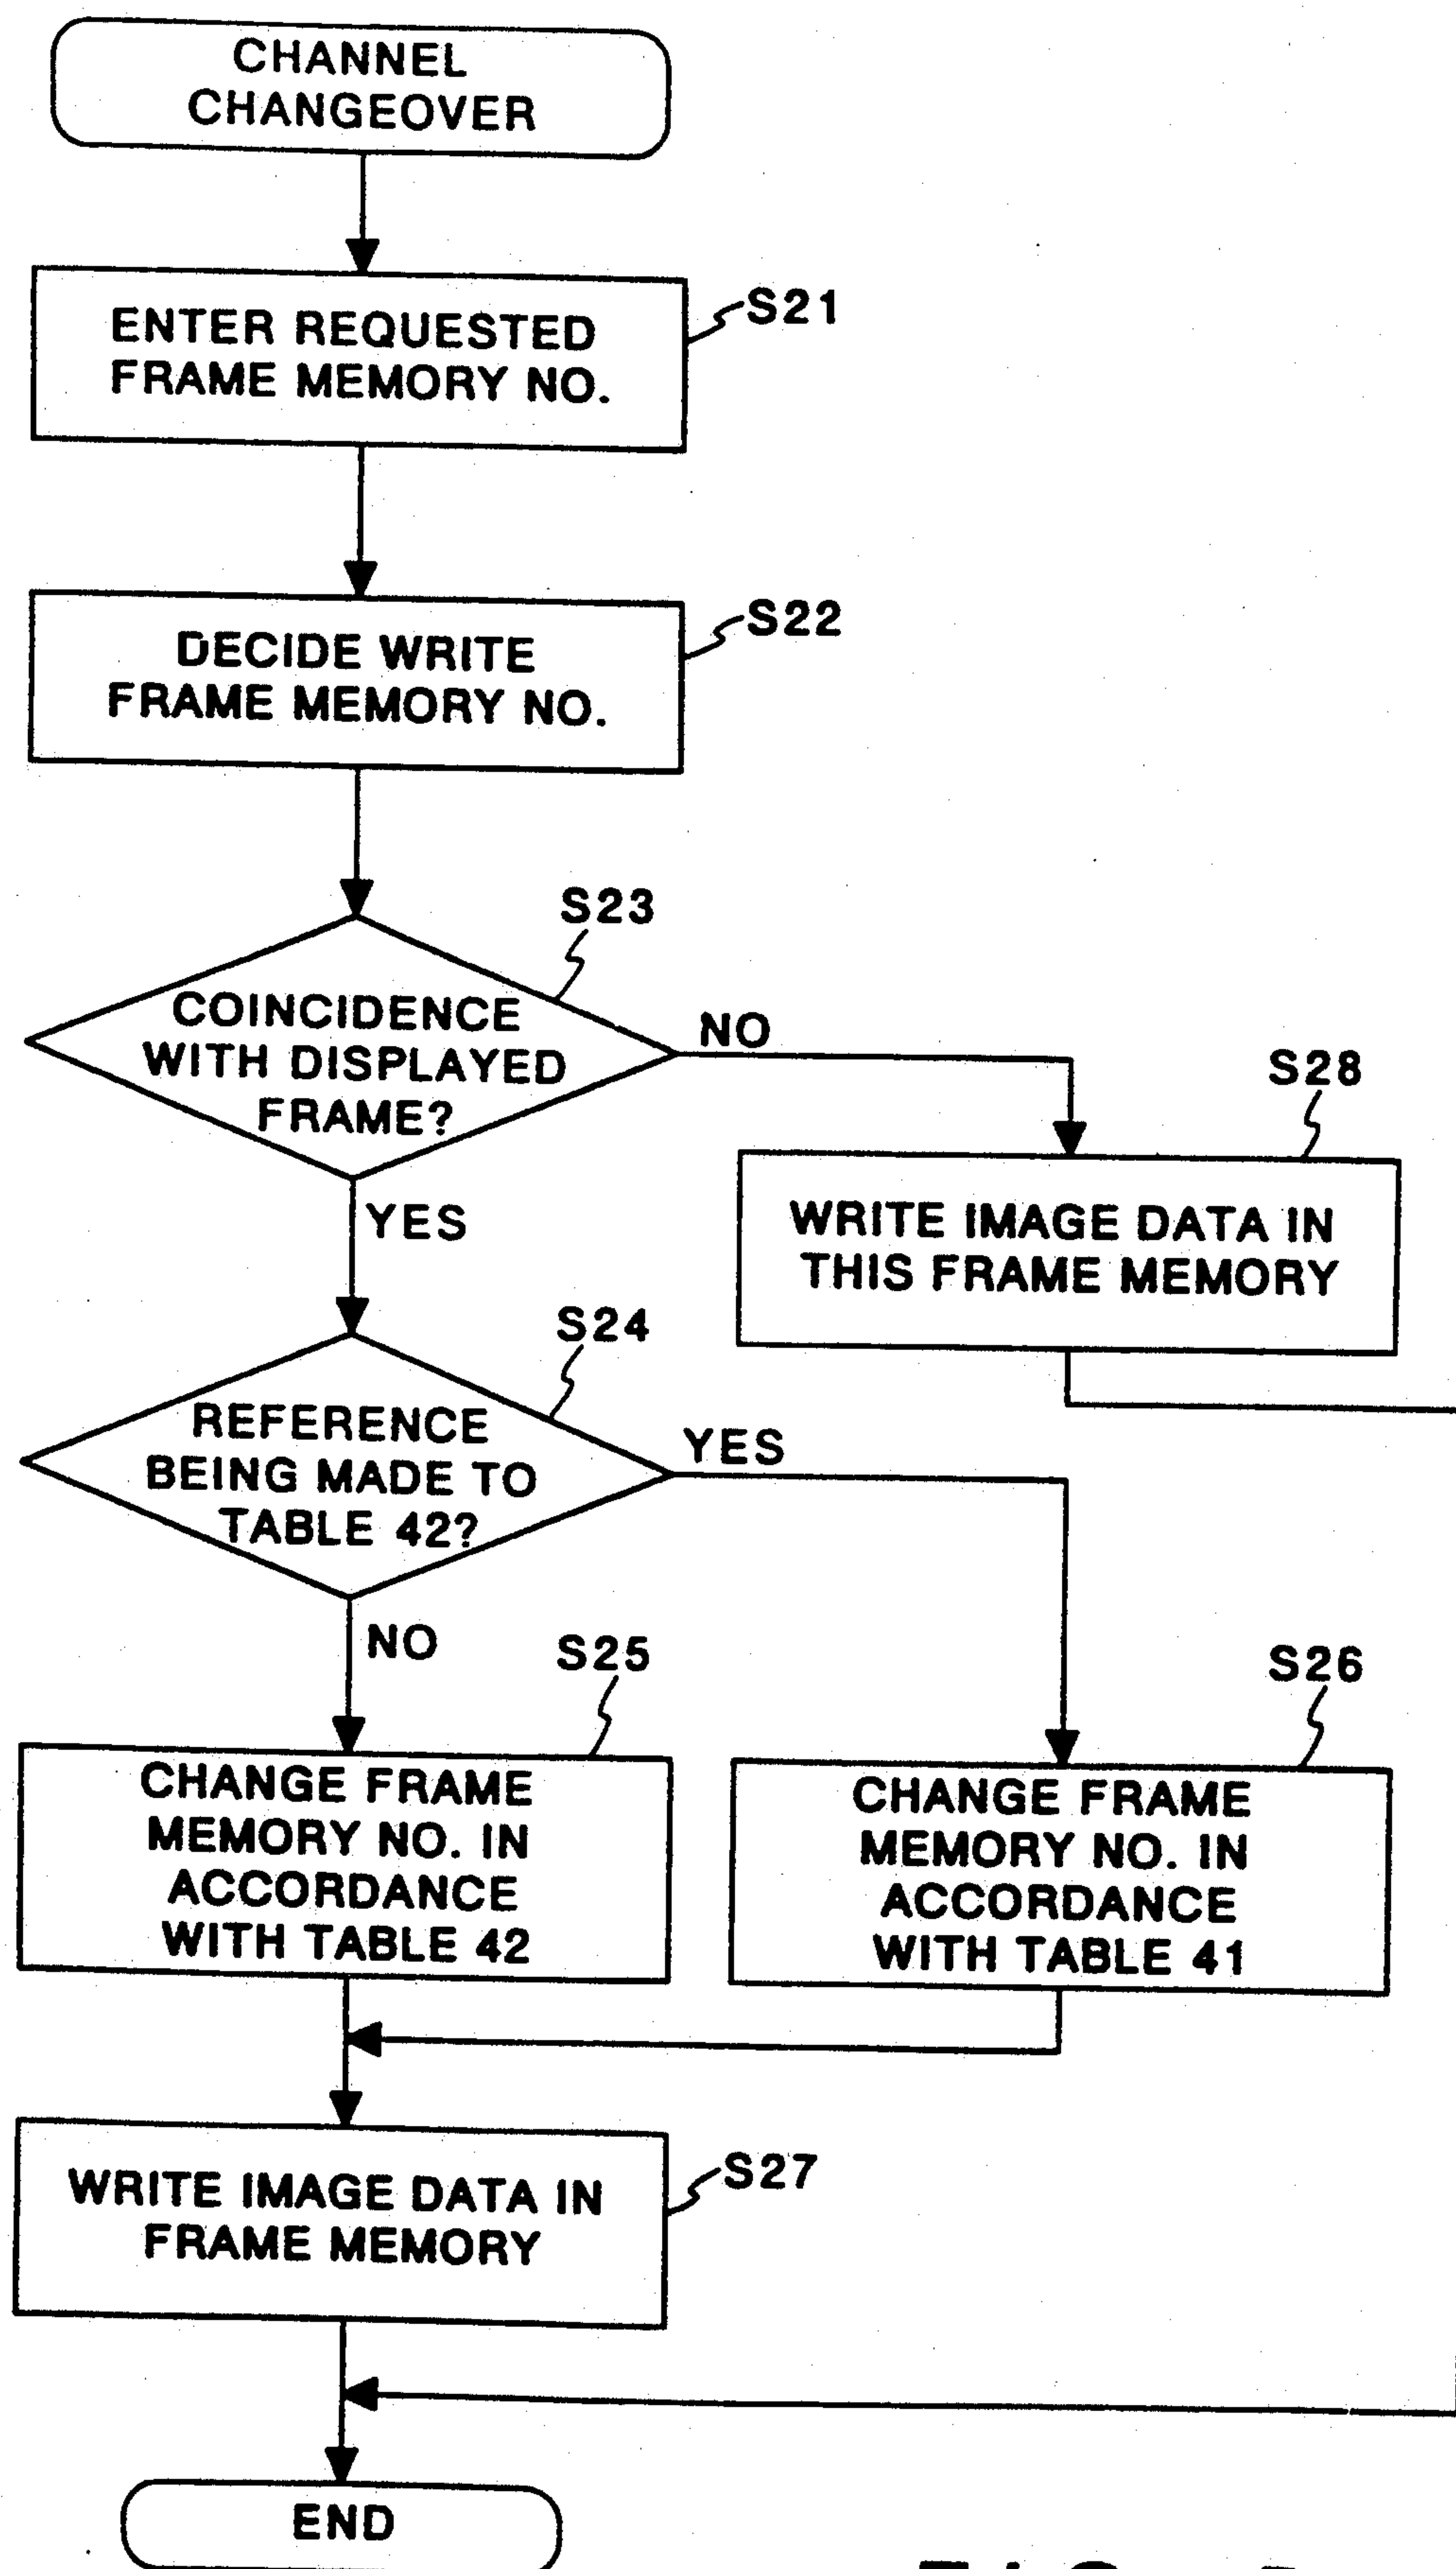 CHANNEL
CHANGEOVER
ENTER REQUESTED
FRAME MEMORY NO.
S21
DECIDE WRITE
FRAME MEMORY NO.
S22
S23
COINCIDENCE
WITH DISPLAYED
FRAME?
NO
YES
S28
WRITE IMAGE DATA IN
THIS FRAME MEMORY
S24
REFERENCE
BEING MADE TO
TABLE 42?
YES
NO
S25
CHANGE FRAME
MEMORY NO. IN
ACCORDANCE
WITH TABLE 42
S26
CHANGE FRAME
MEMORY NO. IN
ACCORDANCE
WITH TABLE 41
WRITE IMAGE DATA IN
FRAME MEMORY
S27
END